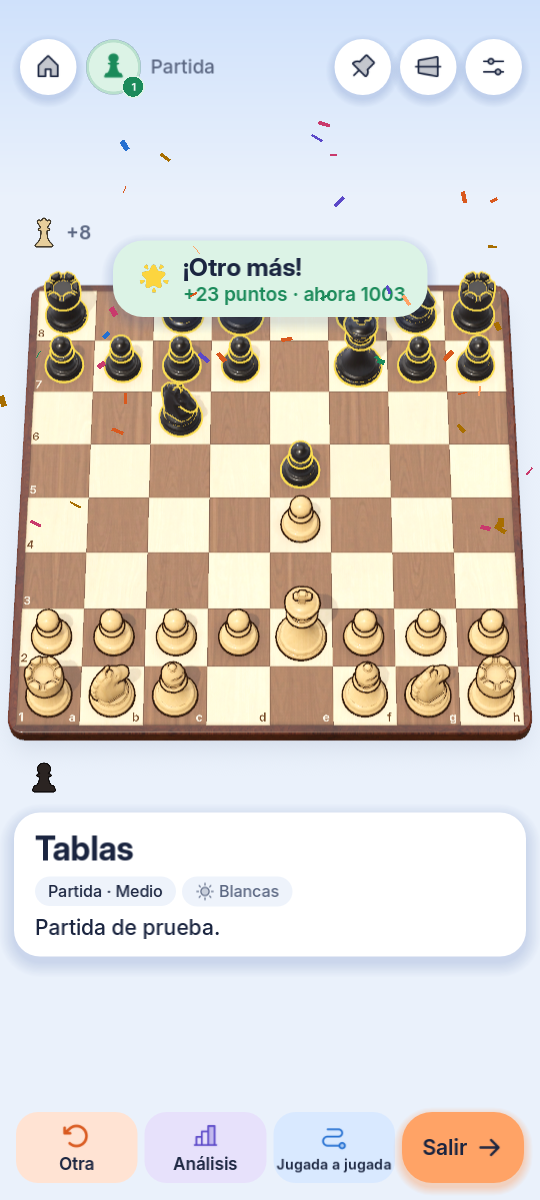 Partida
1
+8
¡Otro más!
+23 puntos · ahora 1003
8
7
6
5
4
3
2
1 a b c d e f g h
Tablas
Partida · Medio
Blancas
Partida de prueba.
Otra
Análisis
Jugada a jugada
Salir